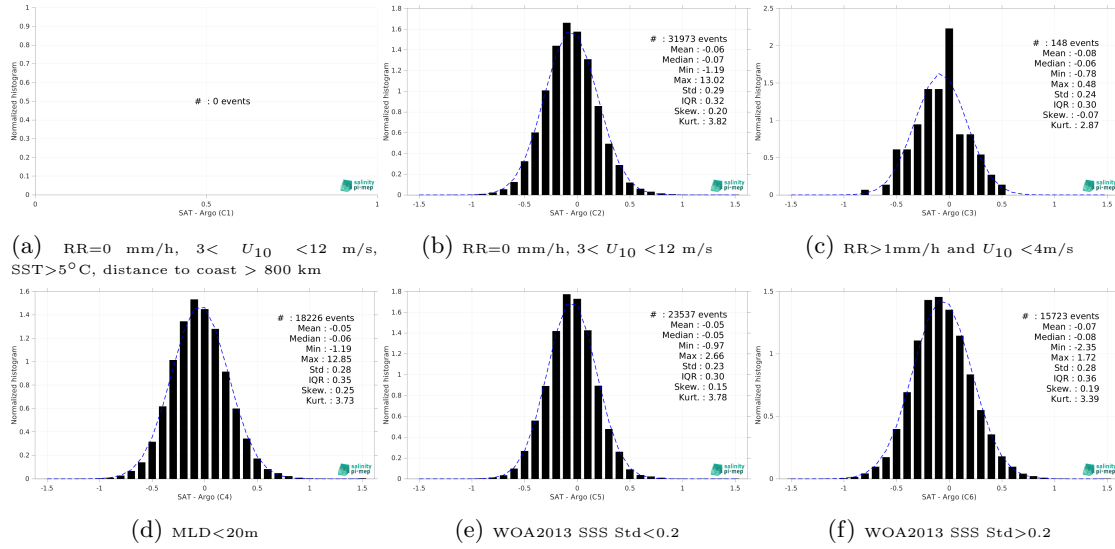 Normalized histogram
1
0.9
0.8
0.7
0.6
0.5
0.4
0.3
0.2
0.1
0
# : 0 events
salinity
pi-mep
0 0.5 1
SAT - Argo (C1)
(a) RR=0 mm/h, 3< U10 <12 m/s,
SST>5°C, distance to coast > 800 km
Normalized histogram
1.8
1.6
1.4
1.2
1
0.8
0.6
0.4
0.2
0
# : 31973 events
Mean : -0.06
Median : -0.07
Min : -1.19
Max : 13.02
Std : 0.29
IQR : 0.32
Skew. : 0.20
Kurt. : 3.82
salinity
pi-mep
-1.5 -1 -0.5 0 0.5 1 1.5
SAT - Argo (C2)
(b) RR=0 mm/h, 3< U10 <12 m/s
Normalized histogram
2.5
2
1.5
1
0.5
0
# : 148 events
Mean : -0.08
Median : -0.06
Min : -0.78
Max : 0.48
Std : 0.24
IQR : 0.30
Skew. : -0.07
Kurt. : 2.87
salinity
pi-mep
-1.5 -1 -0.5 0 0.5 1 1.5
SAT - Argo (C3)
(c) RR>1mm/h and U10 <4m/s
Normalized histogram
1.6
1.4
1.2
1
0.8
0.6
0.4
0.2
0
# : 18226 events
Mean : -0.05
Median : -0.06
Min : -1.19
Max : 12.85
Std : 0.28
IQR : 0.35
Skew. : 0.25
Kurt. : 3.73
salinity
pi-mep
-1.5 -1 -0.5 0 0.5 1 1.5
SAT - Argo (C4)
(d) MLD<20m
Normalized histogram
1.8
1.6
1.4
1.2
1
0.8
0.6
0.4
0.2
0
# : 23537 events
Mean : -0.05
Median : -0.05
Min : -0.97
Max : 2.66
Std : 0.23
IQR : 0.30
Skew. : 0.15
Kurt. : 3.78
salinity
pi-mep
-1.5 -1 -0.5 0 0.5 1 1.5
SAT - Argo (C5)
(e) WOA2013 SSS Std<0.2
Normalized histogram
1.5
1
0.5
0
# : 15723 events
Mean : -0.07
Median : -0.08
Min : -2.35
Max : 1.72
Std : 0.28
IQR : 0.36
Skew. : 0.19
Kurt. : 3.39
salinity
pi-mep
-1.5 -1 -0.5 0 0.5 1 1.5
SAT - Argo (C6)
(f) WOA2013 SSS Std>0.2